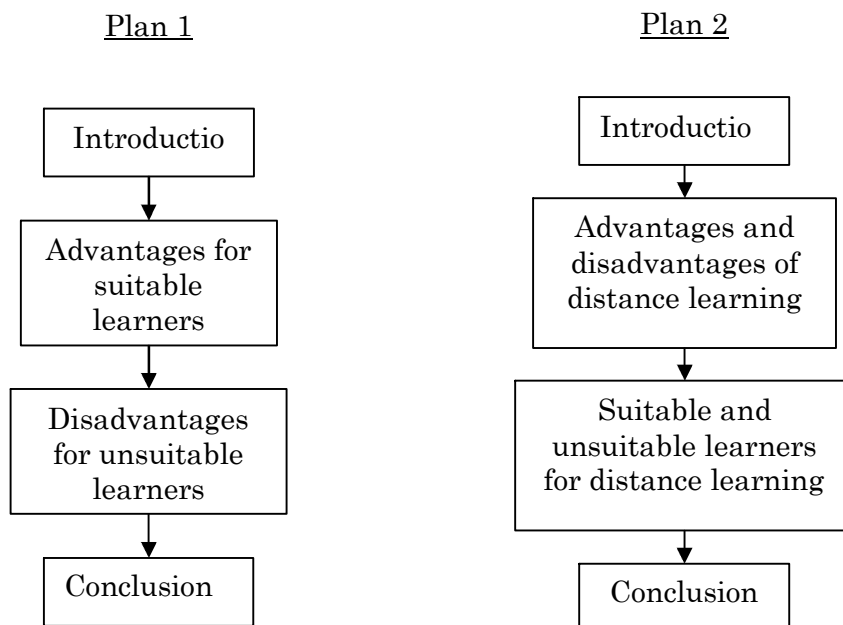 Plan 1
Introductio
Advantages for
suitable
learners
Disadvantages
for unsuitable
learners
Conclusion
Plan 2
Introductio
Advantages and
disadvantages of
distance learning
Suitable and
unsuitable learners
for distance learning
Conclusion